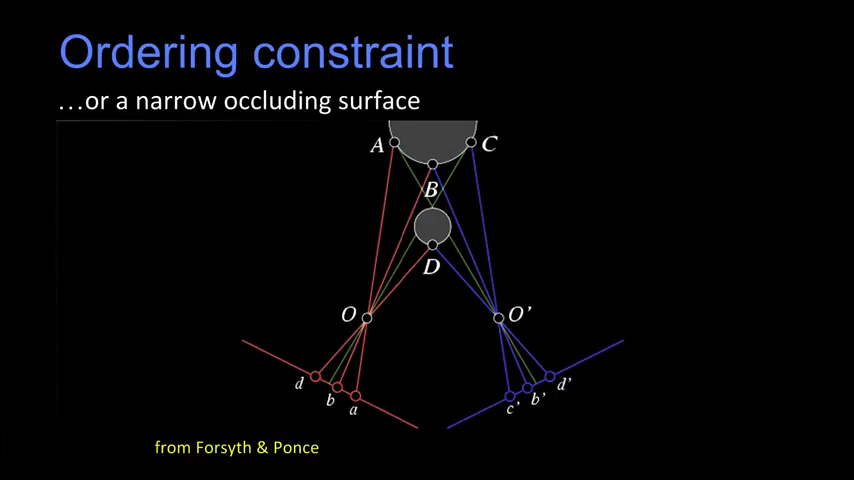 Ordering constraint
…or a narrow occluding surface
A
C
B
D
O
O'
d
b
a
c'
b'
d'
from Forsyth & Ponce